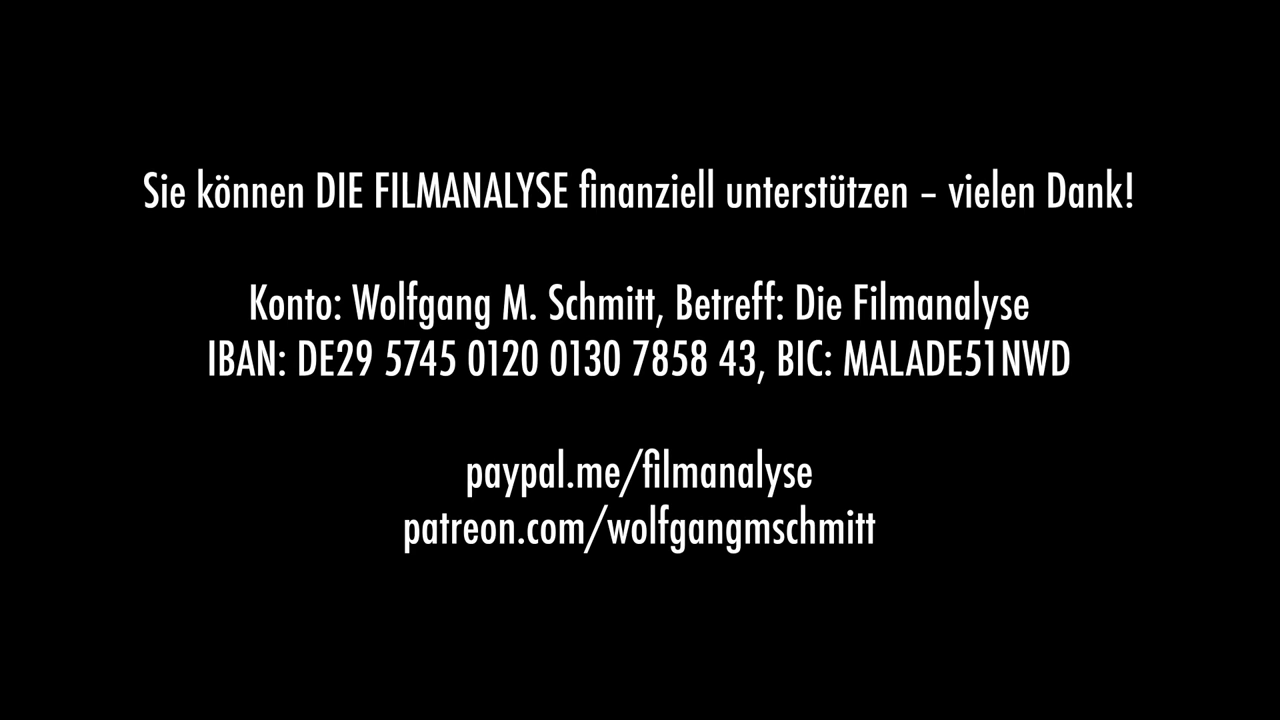 Sie können DIE FILMANALYSE finanziell unterstützen – vielen Dank!
Konto: Wolfgang M. Schmitt, Betreff: Die Filmanalyse
IBAN: DE29 5745 0120 0130 7858 43, BIC: MALADE51NWD
paypal.me/filmanalyse
patreon.com/wolfgangmschmitt